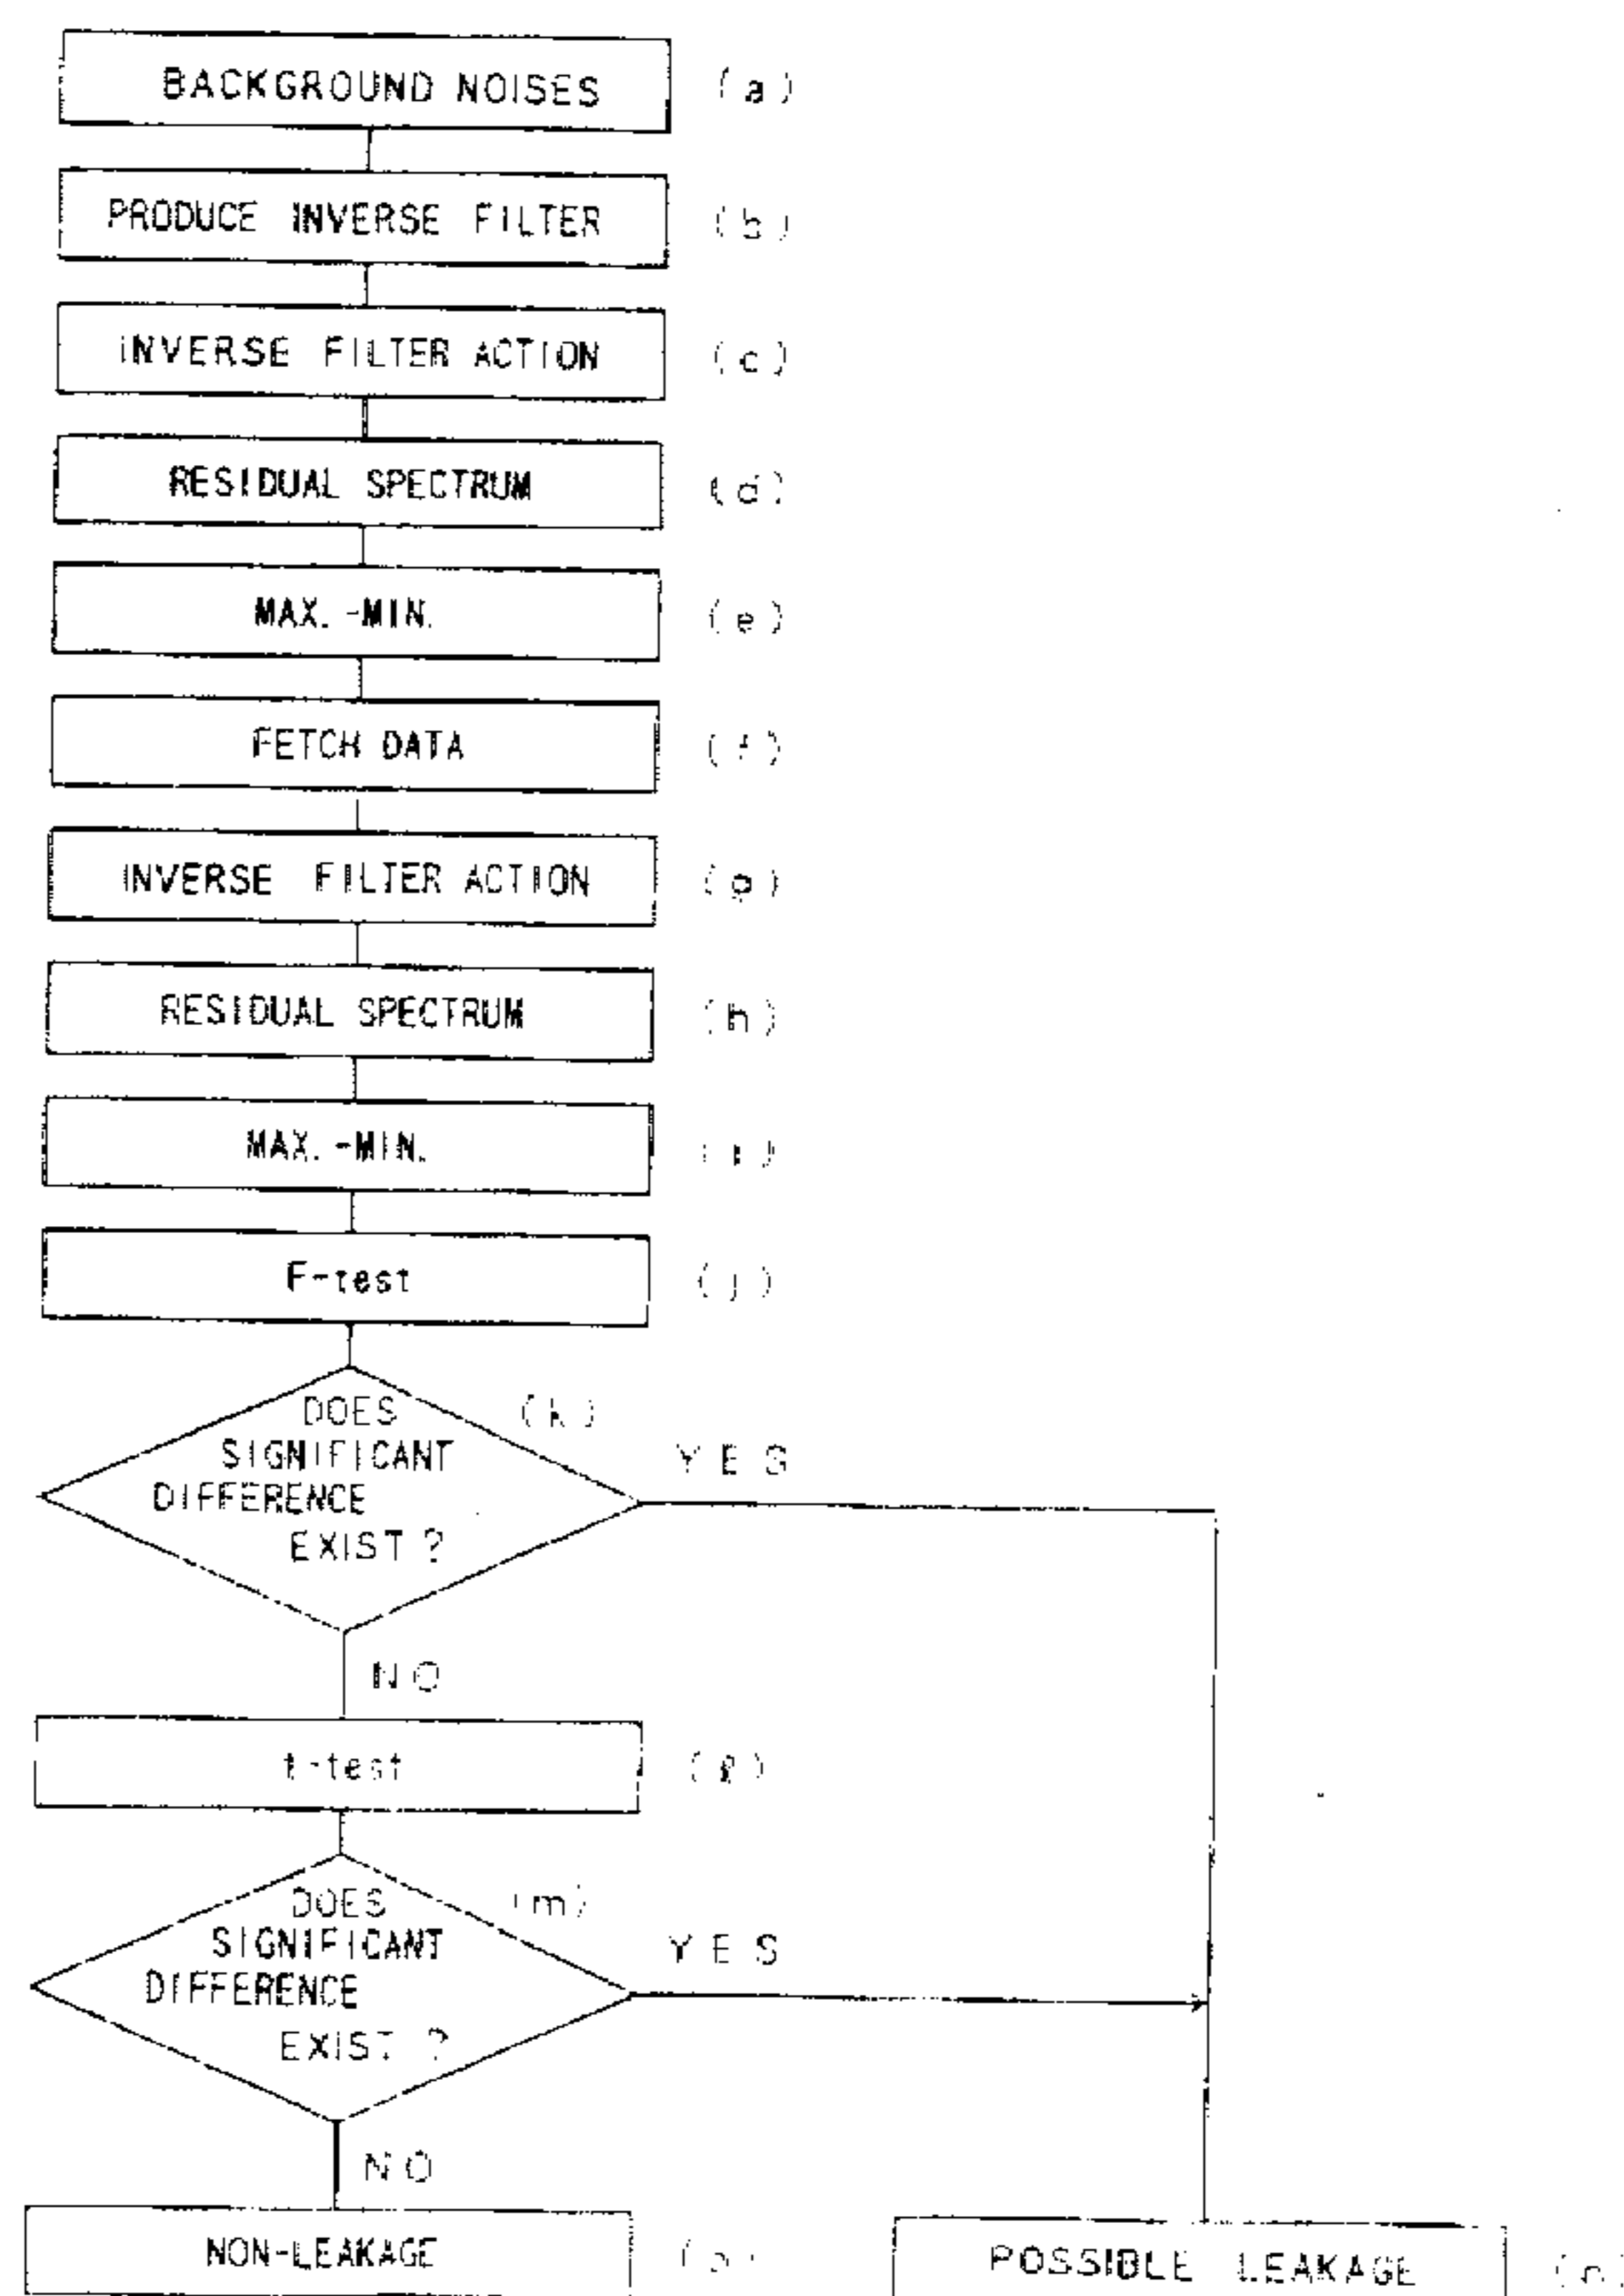 BACKGROUND NOISES (a)
PRODUCE INVERSE FILTER (b)
INVERSE FILTER ACTION (c)
RESIDUAL SPECTRUM (d)
MAX.-MIN. (e)
FETCH DATA (f)
INVERSE FILTER ACTION (g)
RESIDUAL SPECTRUM (h)
MAX.-MIN. (i)
F-test (j)
DOES (k)
SIGNIFICANT
YES
DIFFERENCE
EXIST?
NO
t-test (ℓ)
DOES (m)
SIGNIFICANT
YES
DIFFERENCE
EXIST?
NO
NON-LEAKAGE
POSSIBLE LEAKAGE